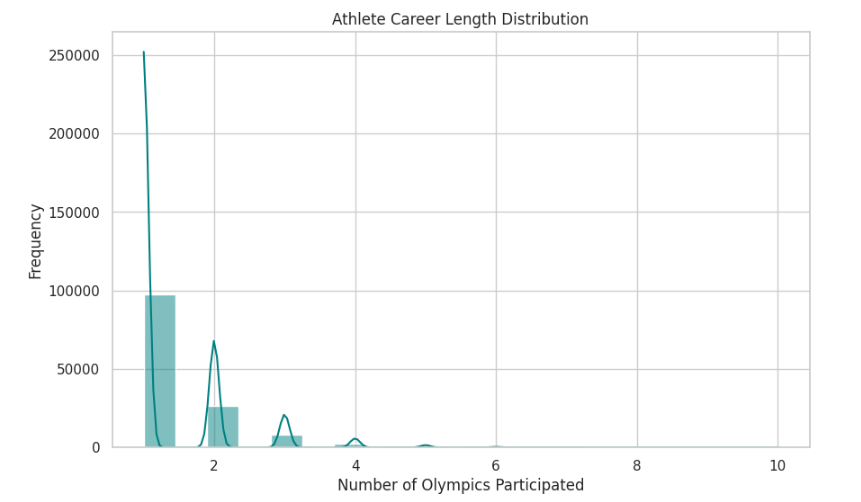 Athlete Career Length Distribution
250000
200000
150000
100000
50000
0
Frequency
2 4 6 8 10
Number of Olympics Participated